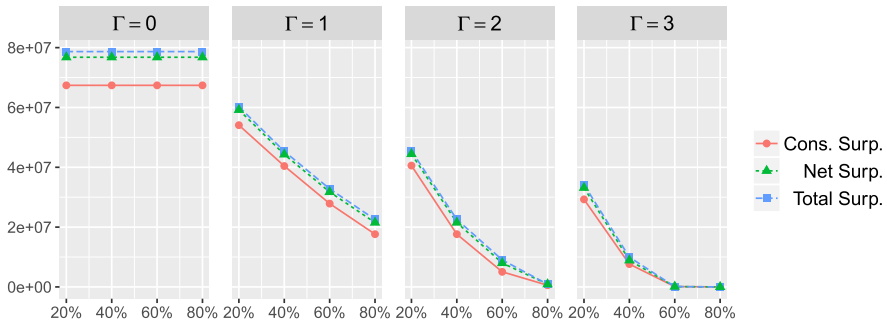 Γ = 0 Γ = 1 Γ = 2 Γ = 3
8e+07
6e+07
4e+07
2e+07
0e+00
20% 40% 60% 80% 20% 40% 60% 80% 20% 40% 60% 80% 20% 40% 60% 80%
Cons. Surp.
Net Surp.
Total Surp.